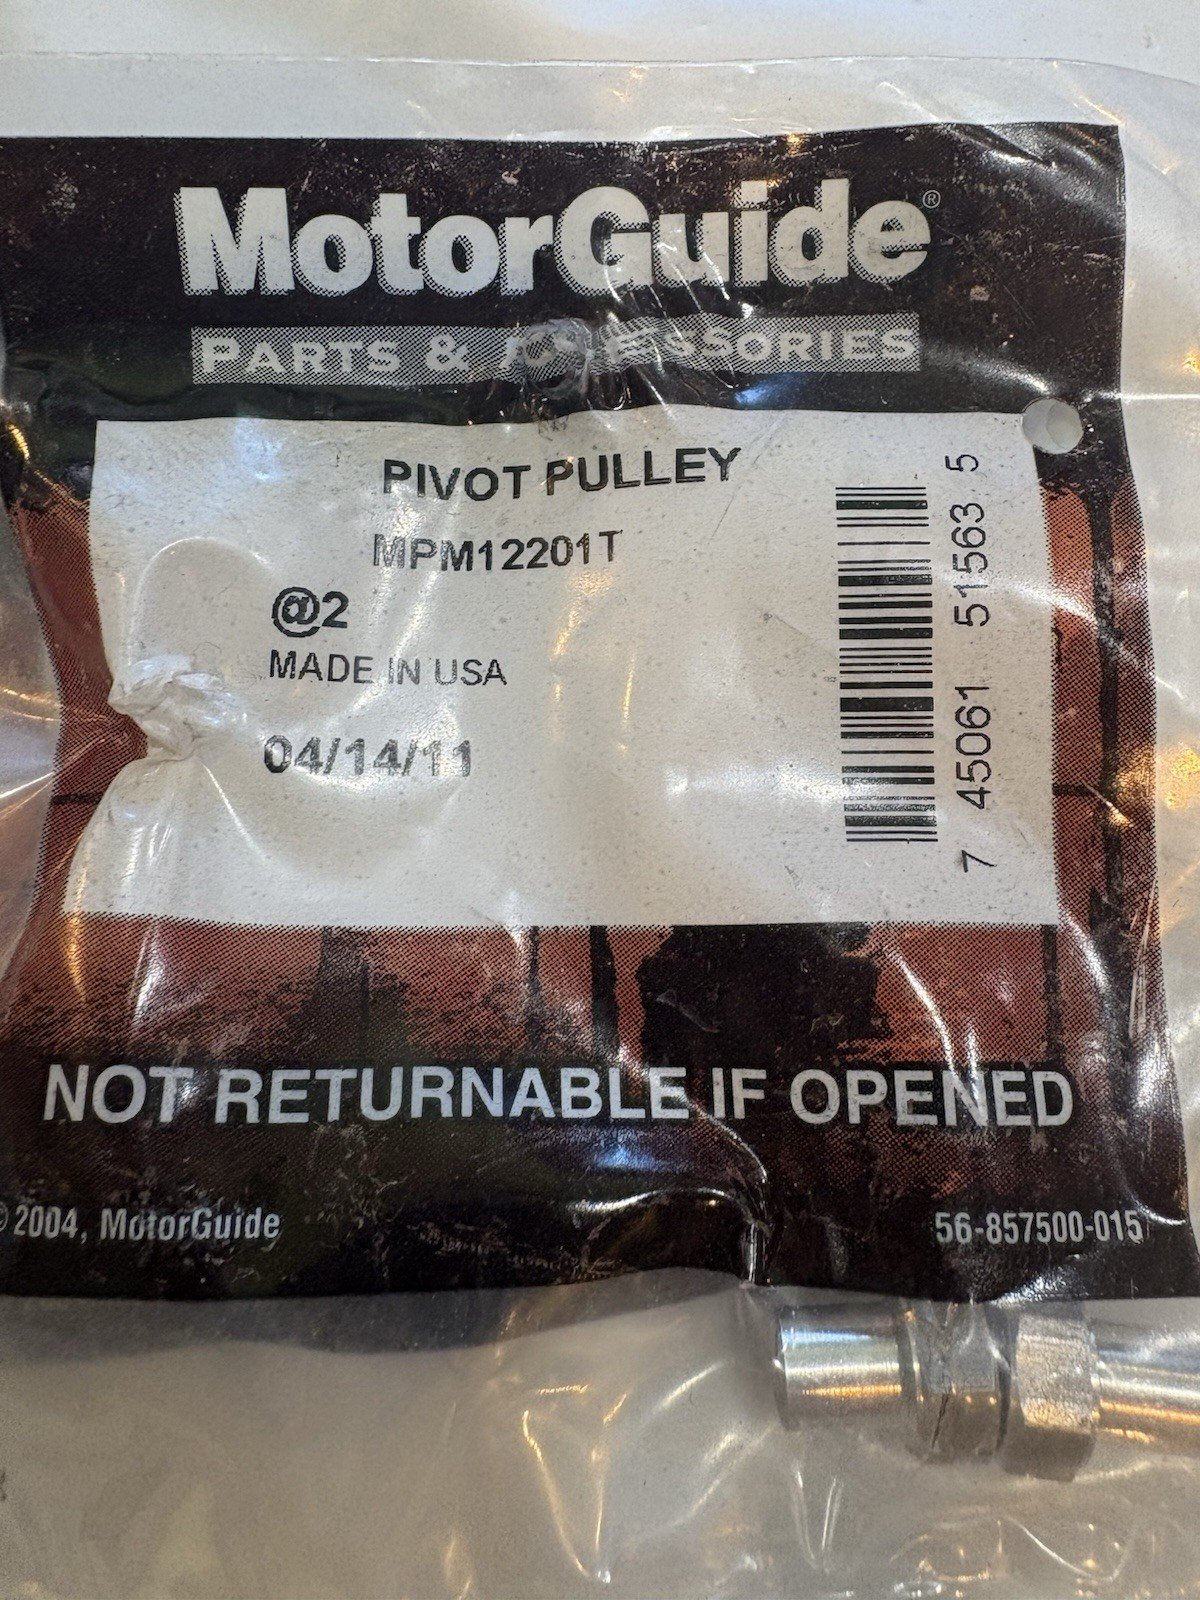 MotorGuide®
PARTS & ACCESSORIES
PIVOT PULLEY
MPM12201T
@2
MADE IN USA
04/14/11
7 45061 51563 5
NOT RETURNABLE IF OPENED
© 2004, MotorGuide
56-857500-015